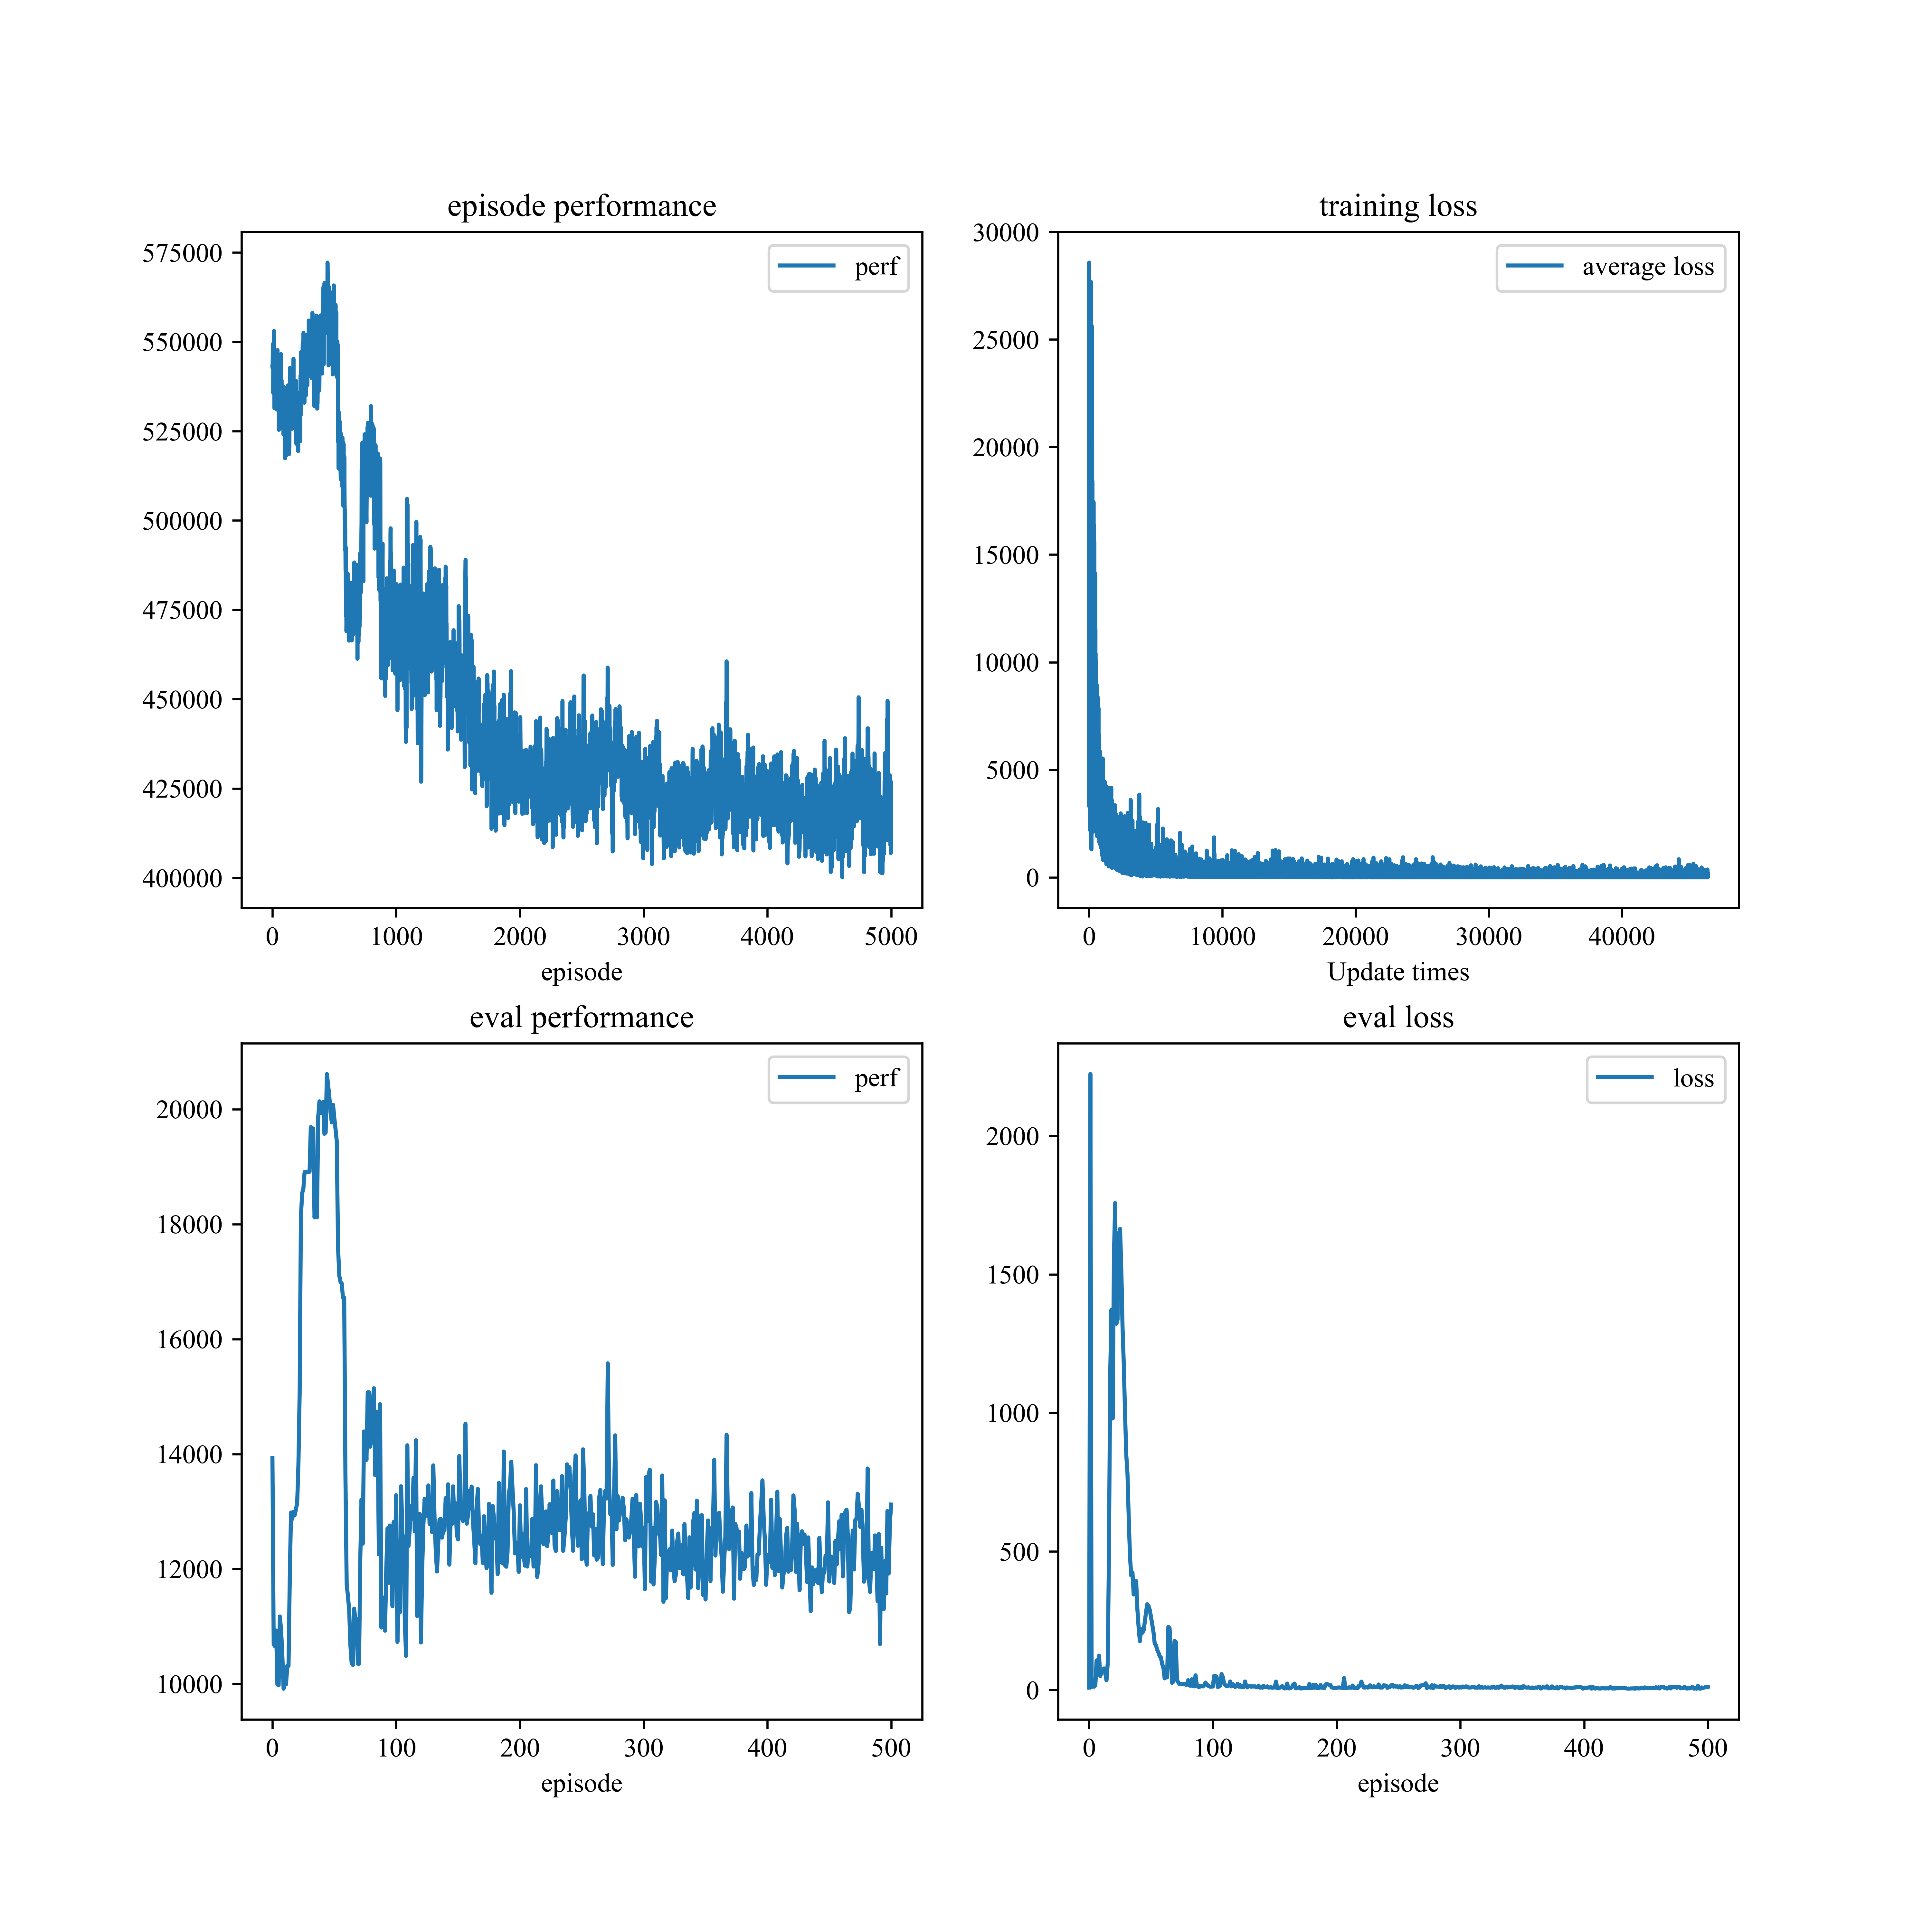 episode performance
575000
550000
525000
500000
475000
450000
425000
400000
perf
0 1000 2000 3000 4000 5000
episode
training loss
30000
25000
20000
15000
10000
5000
0
average loss
0 10000 20000 30000 40000
Update times
eval performance
20000
18000
16000
14000
12000
10000
perf
0 100 200 300 400 500
episode
eval loss
2000
1500
1000
500
0
loss
0 100 200 300 400 500
episode